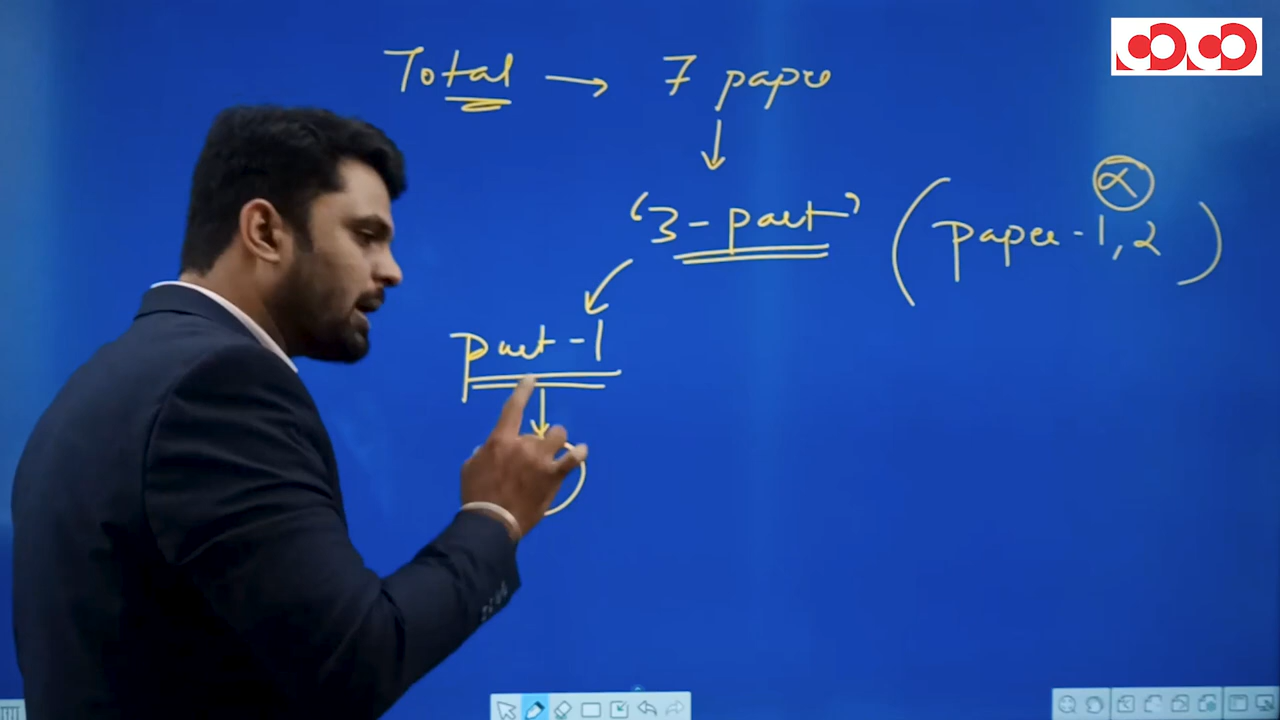 Total → 7 paper
α
'3-part' (paper-1,2)
part-1